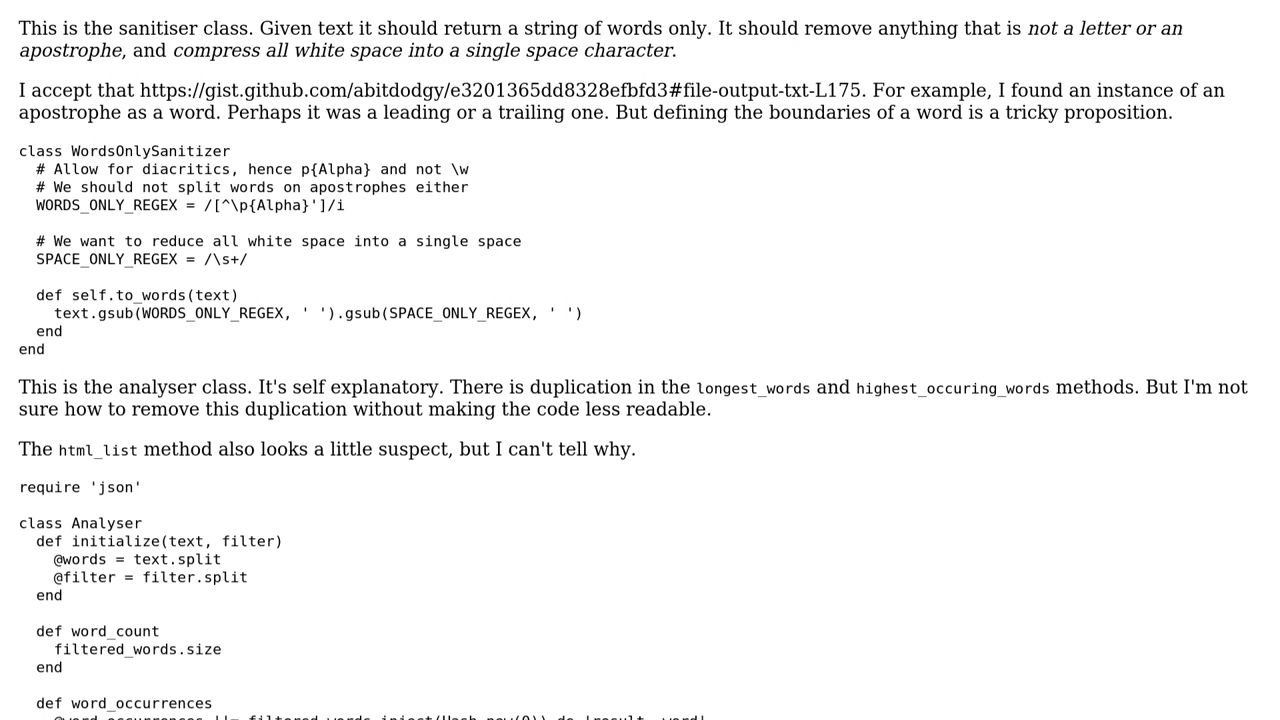 This is the sanitiser class. Given text it should return a string of words only. It should remove anything that is not a letter or an
apostrophe, and compress all white space into a single space character.
I accept that https://gist.github.com/abitdodgy/e3201365dd8328efbfd3#file-output-txt-L175. For example, I found an instance of an
apostrophe as a word. Perhaps it was a leading or a trailing one. But defining the boundaries of a word is a tricky proposition.
class WordsOnlySanitizer
  # Allow for diacritics, hence p{Alpha} and not \w
  # We should not split words on apostrophes either
  WORDS_ONLY_REGEX = /[^\p{Alpha}']/i
  # We want to reduce all white space into a single space
  SPACE_ONLY_REGEX = /\s+/
  def self.to_words(text)
    text.gsub(WORDS_ONLY_REGEX, ' ').gsub(SPACE_ONLY_REGEX, ' ')
  end
end
This is the analyser class. It's self explanatory. There is duplication in the longest_words and highest_occuring_words methods. But I'm not
sure how to remove this duplication without making the code less readable.
The html_list method also looks a little suspect, but I can't tell why.
require 'json'
class Analyser
  def initialize(text, filter)
    @words = text.split
    @filter = filter.split
  end
  def word_count
    filtered_words.size
  end
  def word_occurrences
    @word_occurrences ||= filtered_words.inject(Hash.new(0)) do |result, word|